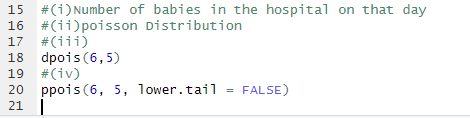 15 #(i)Number of babies in the hospital on that day
16 #(ii)poisson Distribution
17 #(iii)
18 dpois(6,5)
19 #(iv)
20 ppois(6, 5, lower.tail = FALSE)
21